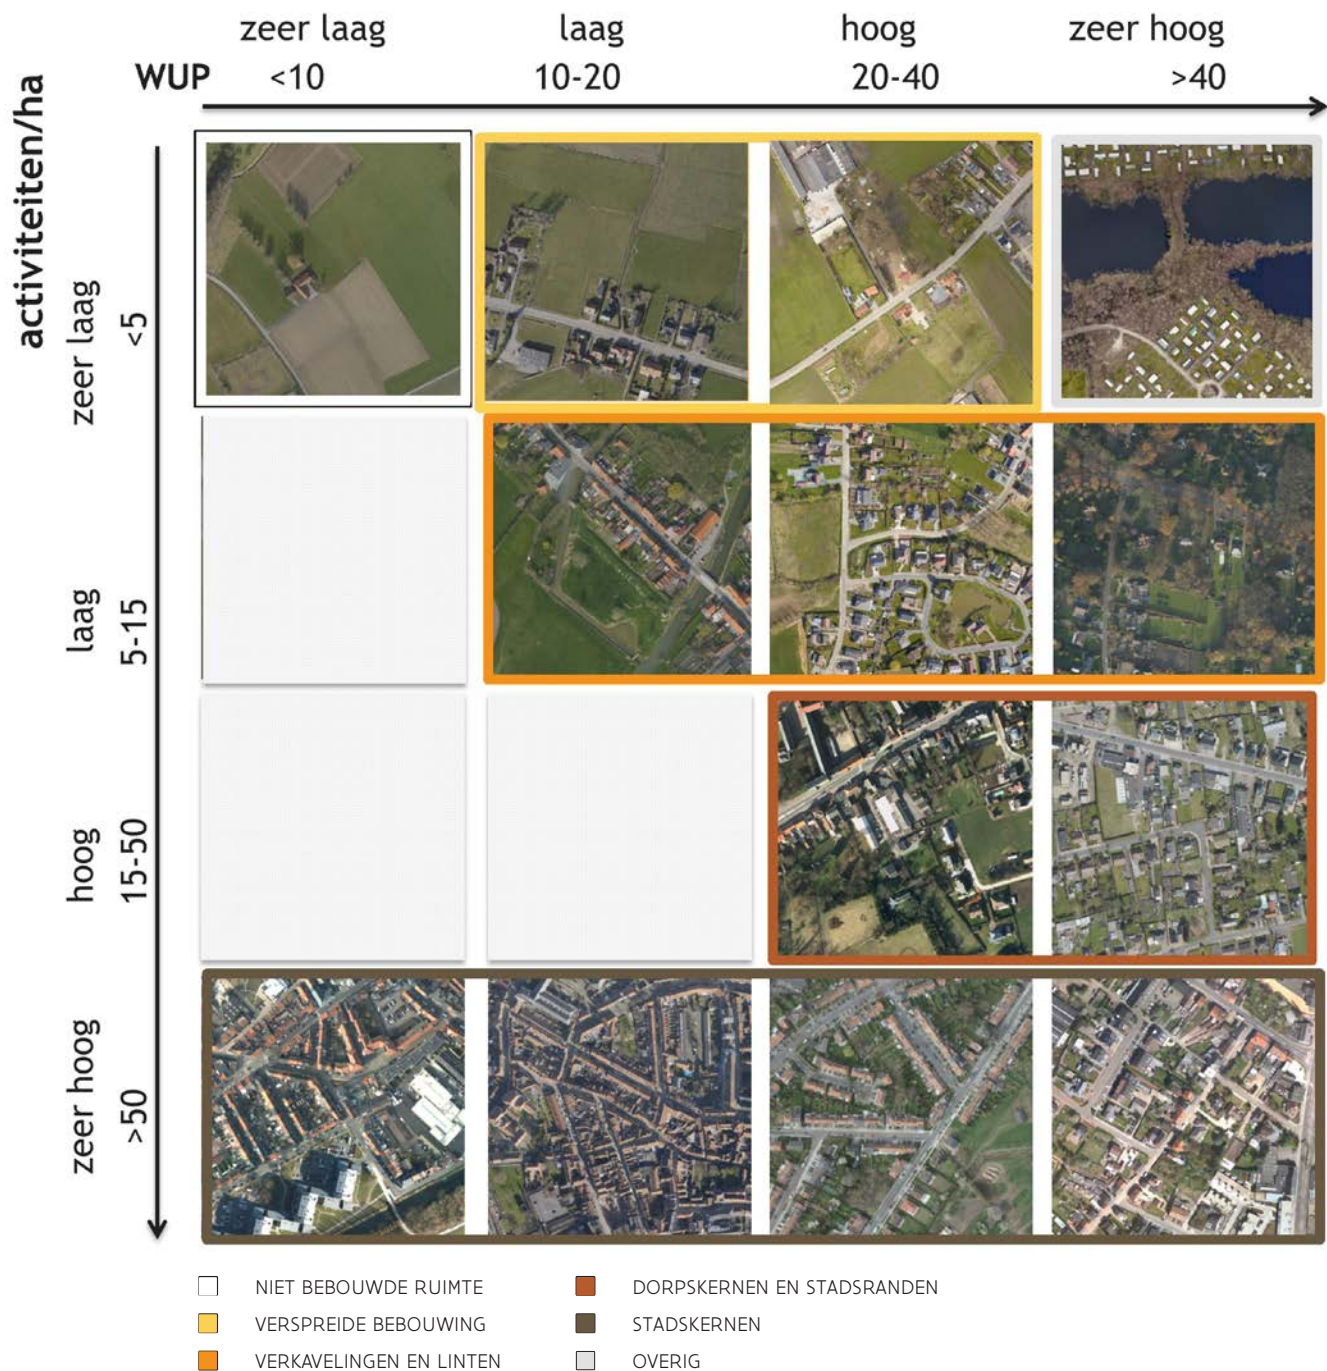 zeer laag laag hoog zeer hoog
WUP <10 10-20 20-40 >40
activiteiten/ha
zeer laag <5
laag 5-15
hoog 15-50
zeer hoog >50
NIET BEBOUWDE RUIMTE
VERSPREIDE BEBOUWING
VERKAVELINGEN EN LINTEN
DORPSKERNEN EN STADSRANDEN
STADSKERNEN
OVERIG